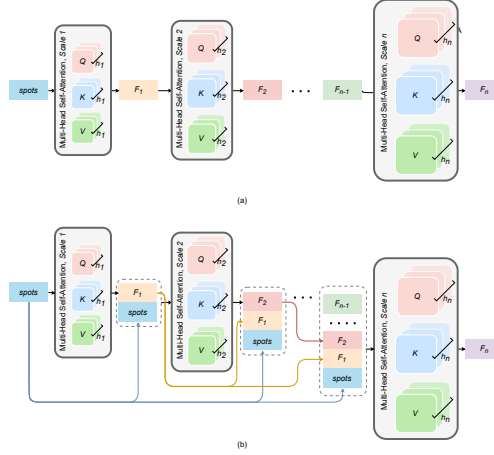 Multi-Head Self-Attention, Scale 1
Q
h1
K
h1
V
h1
spots
F1
Multi-Head Self-Attention, Scale 2
Q
h2
K
h2
V
h2
F2
• • •
Fn-1
Multi-Head Self-Attention, Scale n
Q
hn
K
hn
V
hn
Fn
(a)
spots
Multi-Head Self-Attention, Scale 1
Q
h1
K
h1
V
h1
F1
spots
Multi-Head Self-Attention, Scale 2
Q
h2
K
h2
V
h2
F2
F1
spots
• • •
Fn-1
• • • •
F2
F1
spots
Multi-Head Self-Attention, Scale n
Q
hn
K
hn
V
hn
Fn
(b)